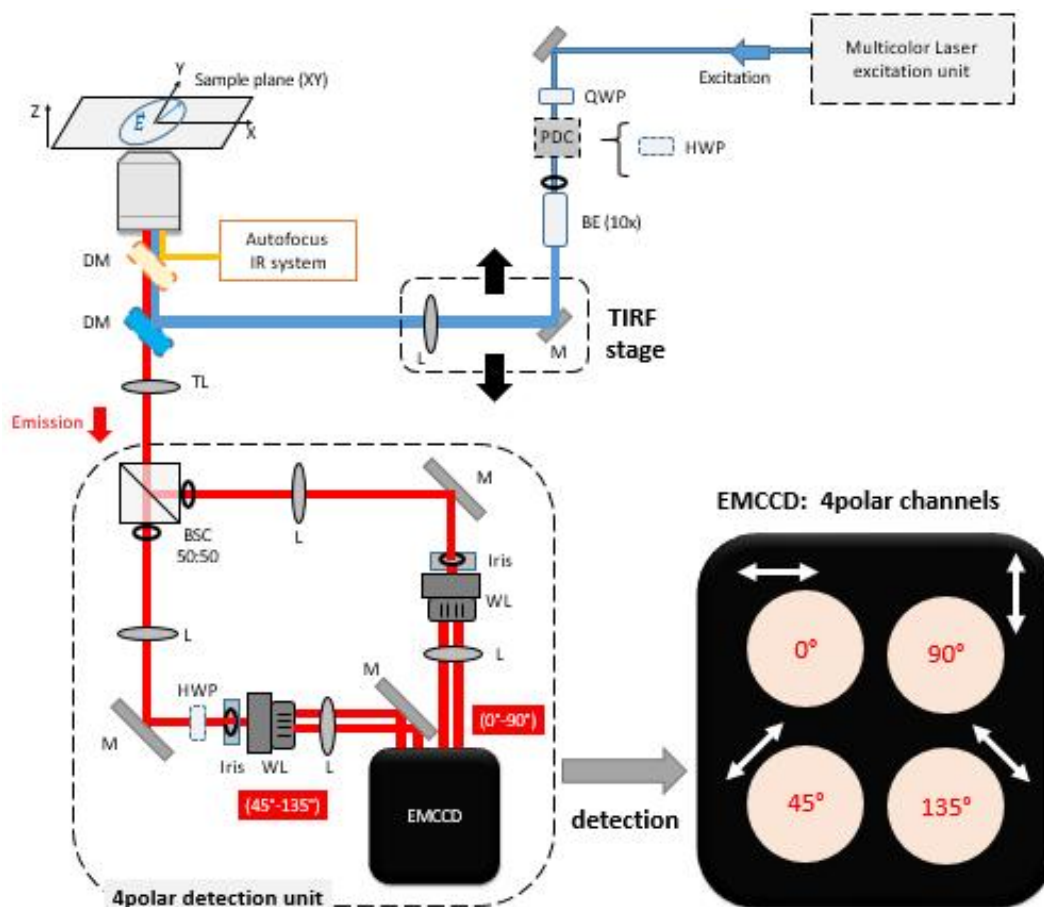 Y
Sample plane (XY)
Z
E
X
Multicolor Laser
excitation unit
Excitation
QWP
PDC
HWP
BE (10x)
Autofocus
IR system
DM
DM
TIRF
stage
L
M
TL
Emission
M
BSC
50:50
L
Iris
WL
L
L
M
HWP
M
(0°-90°)
Iris
WL
L
(45°-135°)
EMCCD
4polar detection unit
detection
EMCCD: 4polar channels
0°
90°
45°
135°